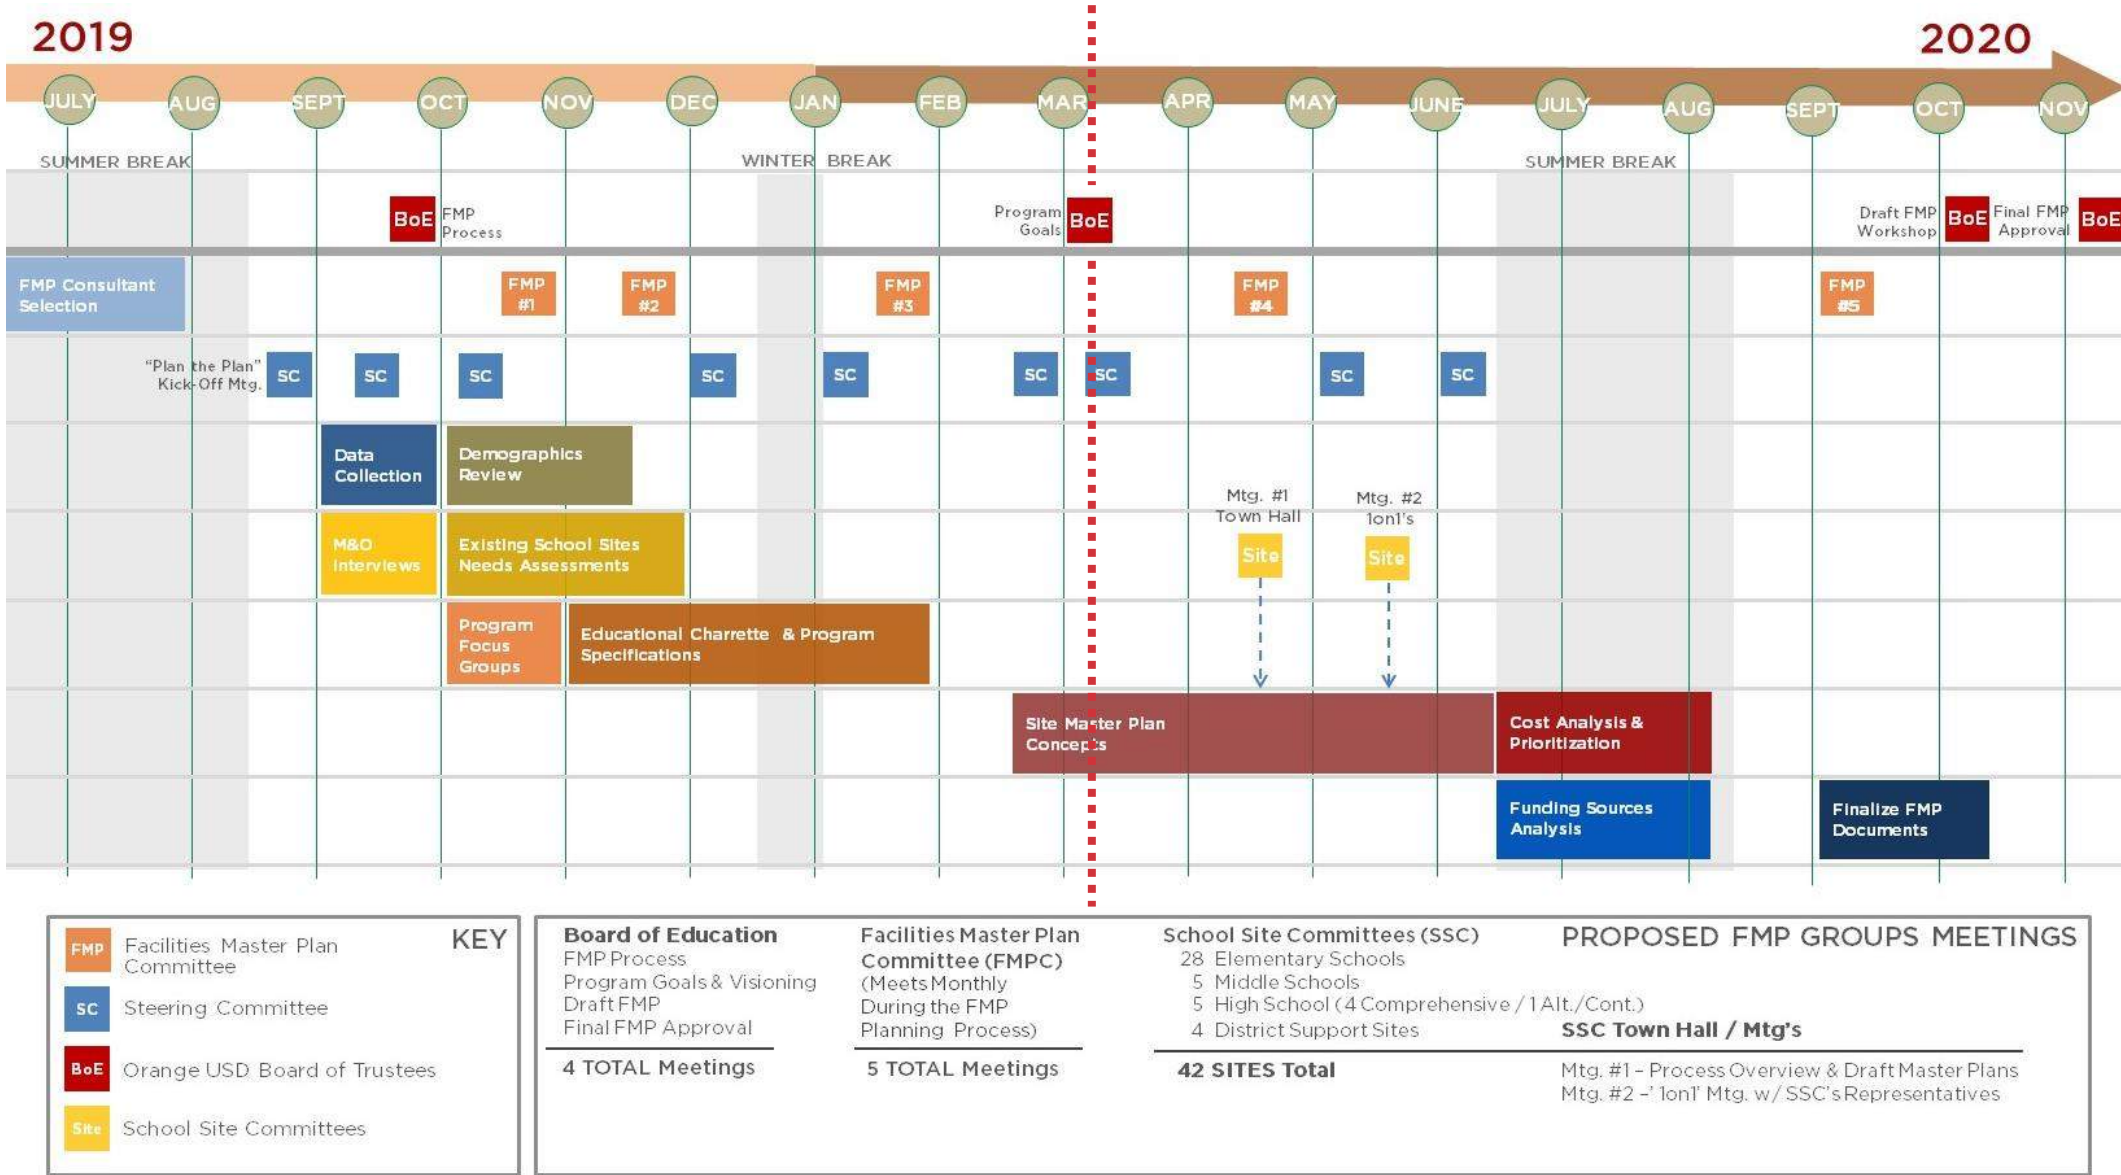 2019
2020
JULY
AUG
SEPT
OCT
NOV
DEC
JAN
FEB
MAR
APR
MAY
JUNE
JULY
AUG
SEPT
OCT
NOV
SUMMER BREAK
WINTER BREAK
SUMMER BREAK
BoE
FMP
Process
Program
Goals
BoE
Draft FMP
Workshop
BoE
Final FMP
Approval
BoE
FMP Consultant
Selection
FMP
#1
FMP
#2
FMP
#3
FMP
#4
FMP
#5
"Plan the Plan"
Kick-Off Mtg.
SC
SC
SC
SC
SC
SC
SC
SC
SC
Data
Collection
Demographics
Review
Mtg. #1
Town Hall
Mtg. #2
1on1's
M&O
Interviews
Existing School Sites
Needs Assessments
Site
Site
Program
Focus
Groups
Educational Charrette & Program
Specifications
Site Master Plan
Concepts
Cost Analysis &
Prioritization
Funding Sources
Analysis
Finalize FMP
Documents
KEY
FMP
Facilities Master Plan
Committee
SC
Steering Committee
BoE
Orange USD Board of Trustees
Site
School Site Committees
Board of Education
FMP Process
Program Goals & Visioning
Draft FMP
Final FMP Approval
4 TOTAL Meetings
Facilities Master Plan
Committee (FMPC)
(Meets Monthly
During the FMP
Planning Process)
5 TOTAL Meetings
PROPOSED FMP GROUPS MEETINGS
School Site Committees (SSC)
28 Elementary Schools
5 Middle Schools
5 High School (4 Comprehensive / 1 Alt./Cont.)
4 District Support Sites
42 SITES Total
SSC Town Hall / Mtg's
Mtg. #1 – Process Overview & Draft Master Plans
Mtg. #2 –' 1on1' Mtg. w/ SSC's Representatives